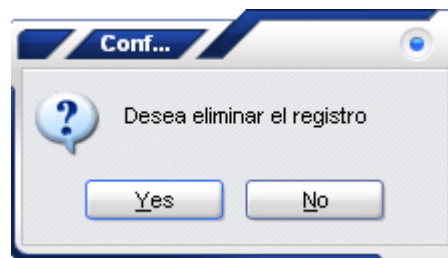 Conf...
Desea eliminar el registro
Yes No